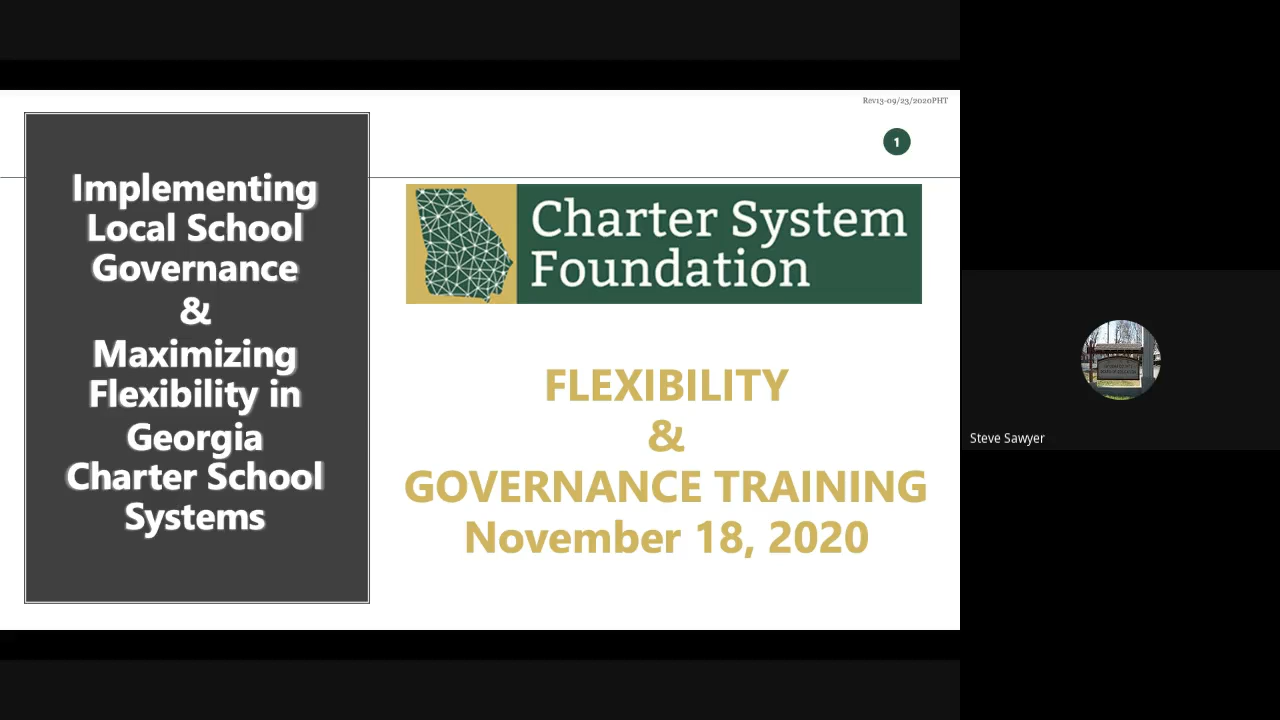 Rev13-09/23/2020PHT
1
Implementing
Local School
Governance
&
Maximizing
Flexibility in
Georgia
Charter School
Systems
Charter System
Foundation
FLEXIBILITY
&
GOVERNANCE TRAINING
November 18, 2020
Steve Sawyer